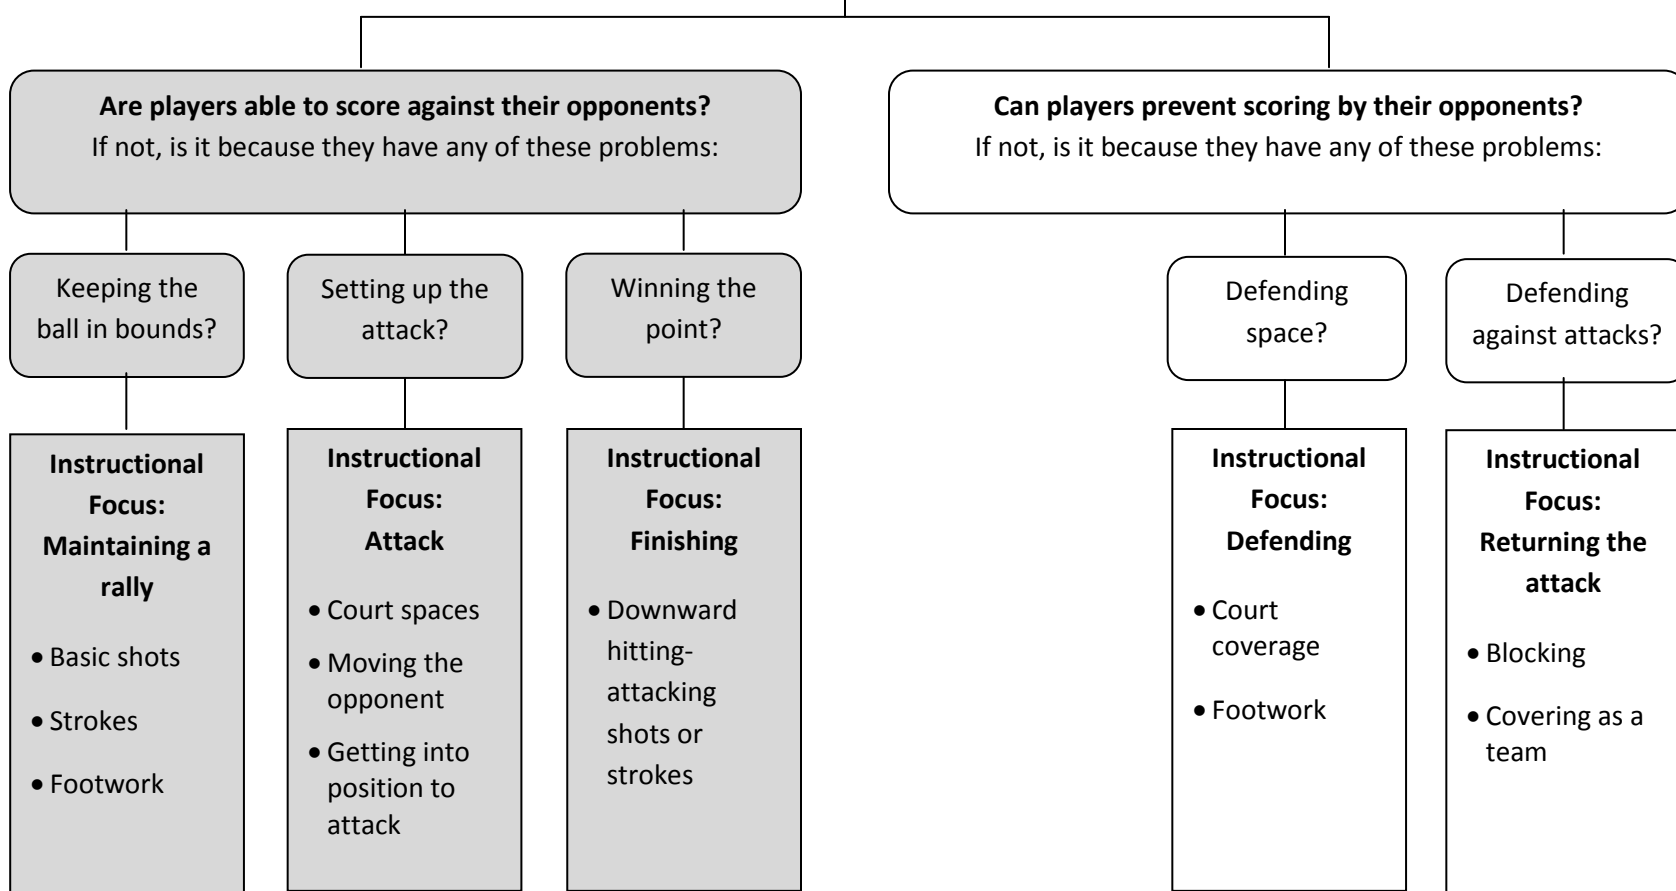 Are players able to score against their opponents?
If not, is it because they have any of these problems:
Can players prevent scoring by their opponents?
If not, is it because they have any of these problems:
Keeping the
ball in bounds?
Setting up the
attack?
Winning the
point?
Defending
space?
Defending
against attacks?
Instructional
Focus:
Maintaining a
rally
• Basic shots
• Strokes
• Footwork
Instructional
Focus:
Attack
• Court spaces
• Moving the
opponent
• Getting into
position to
attack
Instructional
Focus:
Finishing
• Downward
hitting-
attacking
shots or
strokes
Instructional
Focus:
Defending
• Court
coverage
• Footwork
Instructional
Focus:
Returning the
attack
• Blocking
• Covering as a
team